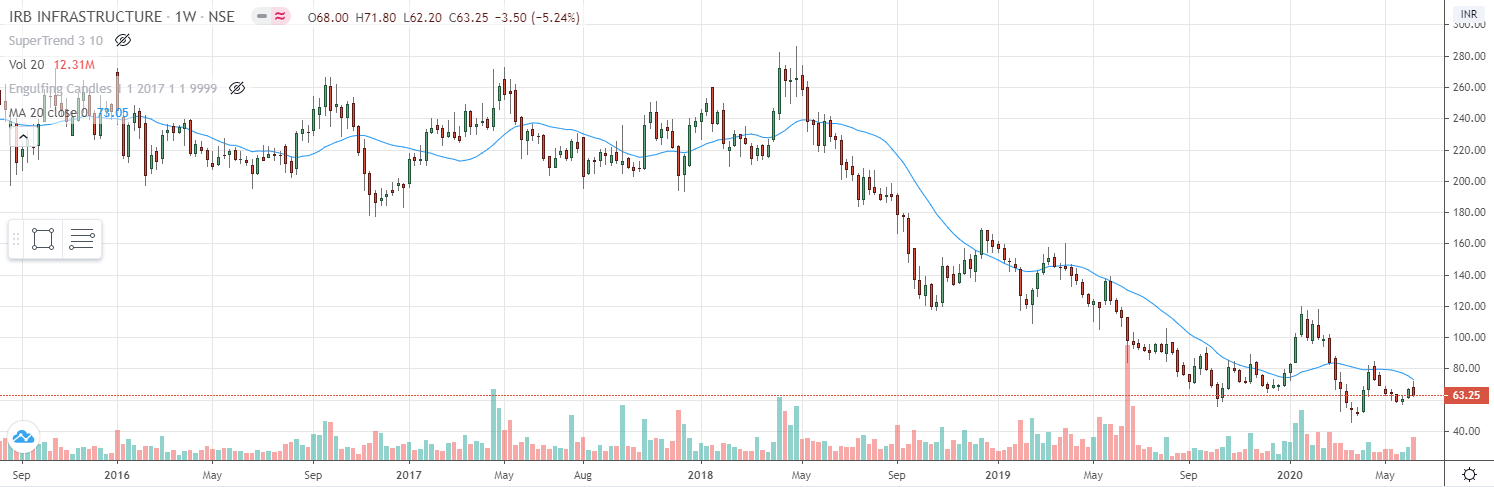 IRB INFRASTRUCTURE · 1W · NSE O68.00 H71.80 L62.20 C63.25 −3.50 (−5.24%)
INR
SuperTrend 3 10
Vol 20 12.31M
Engulfing Candles 1 1 2017 1 1 9999
MA 20 close 0 73.05
300.00
280.00
260.00
240.00
220.00
200.00
180.00
160.00
140.00
120.00
100.00
80.00
63.25
40.00
Sep 2016 May Sep 2017 May Aug 2018 May Sep 2019 May Sep 2020 May